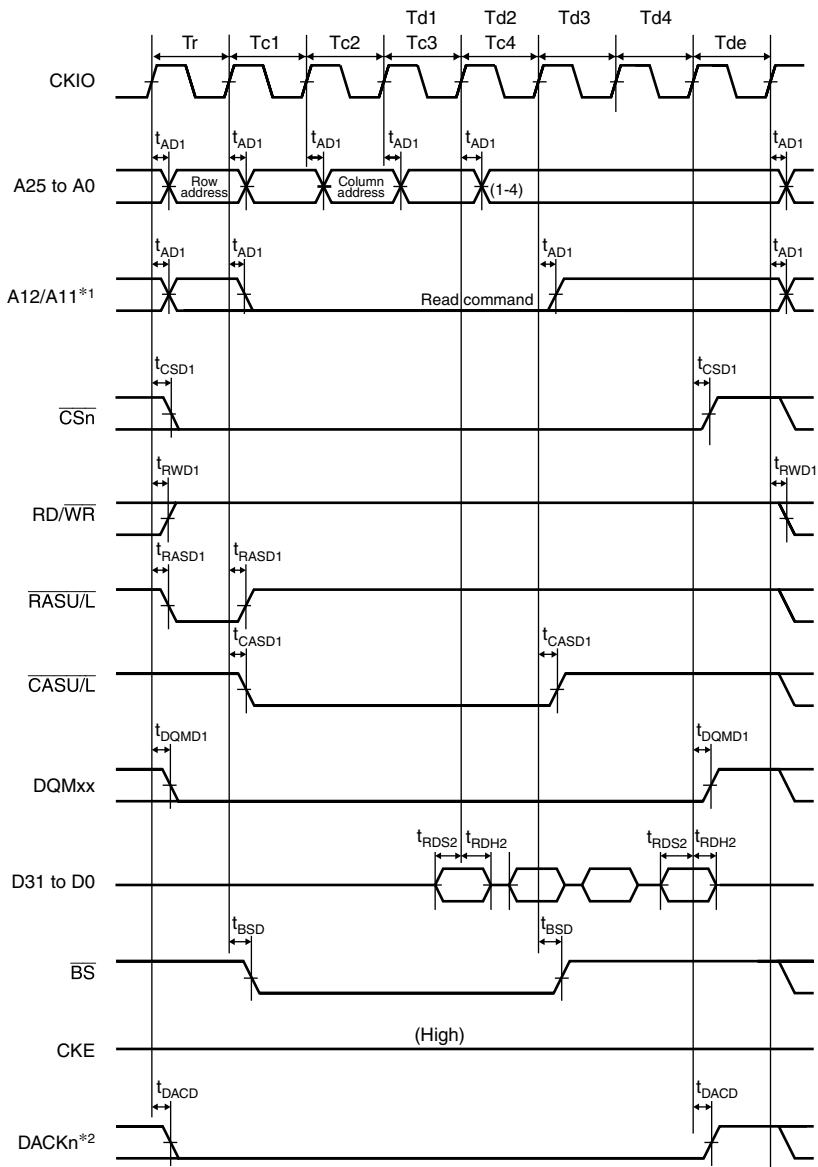 Td1 Td2 Td3 Td4
Tr Tc1 Tc2 Tc3 Tc4 Tde
CKIO
tAD1 tAD1 tAD1 tAD1 tAD1 tAD1
A25 to A0 Row address Column address (1-4)
tAD1 tAD1 tAD1 tAD1
A12/A11*1 Read command
tCSD1 tCSD1
CSn
tRWD1 tRWD1
RD/WR
tRASD1 tRASD1
RASU/L
tCASD1 tCASD1
CASU/L
tDQMD1 tDQMD1
DQMxx
tRDS2 tRDH2 tRDS2 tRDH2
D31 to D0
tBSD tBSD
BS
(High)
CKE
tDACD tDACD
DACKn*2